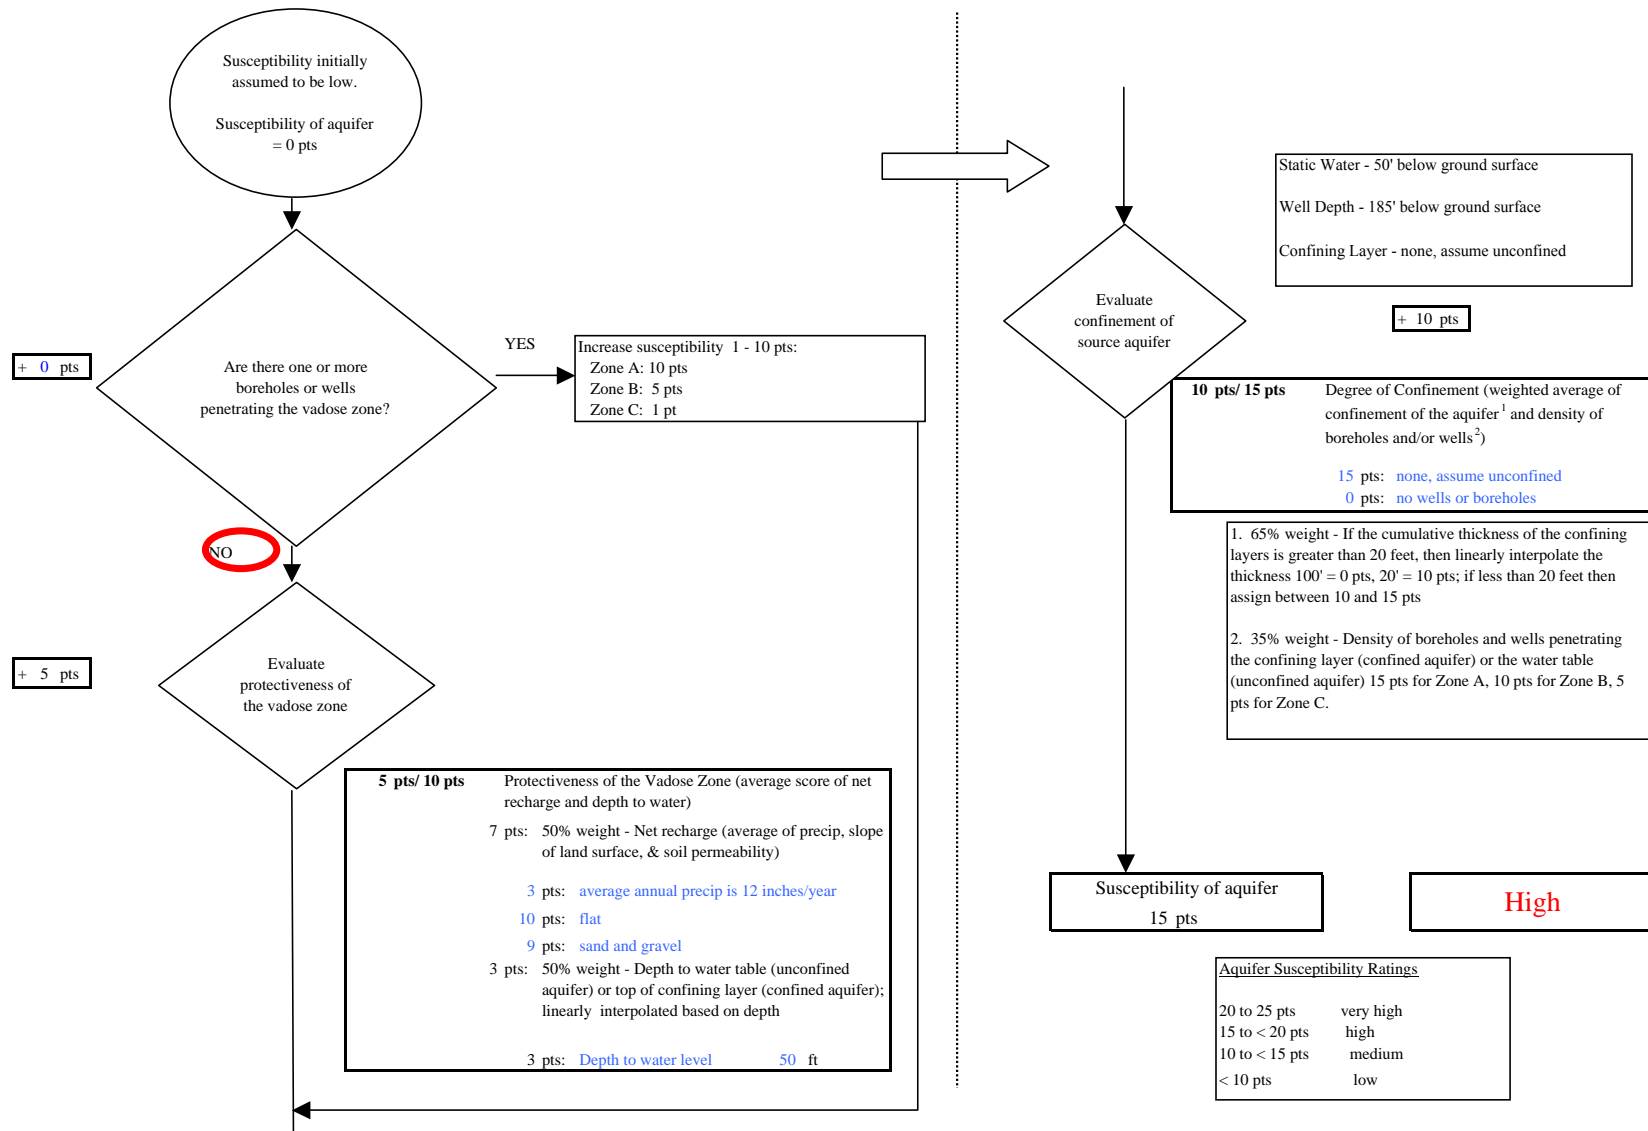 Susceptibility initially
assumed to be low.
Susceptibility of aquifer
= 0 pts
+ 0 pts
Are there one or more
boreholes or wells
penetrating the vadose zone?
YES
Increase susceptibility 1 - 10 pts:
Zone A: 10 pts
Zone B: 5 pts
Zone C: 1 pt
NO
+ 5 pts
Evaluate
protectiveness of
the vadose zone
5 pts/ 10 pts Protectiveness of the Vadose Zone (average score of net
recharge and depth to water)
7 pts: 50% weight - Net recharge (average of precip, slope
of land surface, & soil permeability)
3 pts: average annual precip is 12 inches/year
10 pts: flat
9 pts: sand and gravel
3 pts: 50% weight - Depth to water table (unconfined
aquifer) or top of confining layer (confined aquifer);
linearly interpolated based on depth
3 pts: Depth to water level 50 ft
Static Water - 50' below ground surface
Well Depth - 185' below ground surface
Confining Layer - none, assume unconfined
Evaluate
confinement of
source aquifer
+ 10 pts
10 pts/ 15 pts Degree of Confinement (weighted average of
confinement of the aquifer1 and density of
boreholes and/or wells2)
15 pts: none, assume unconfined
0 pts: no wells or boreholes
1. 65% weight - If the cumulative thickness of the confining
layers is greater than 20 feet, then linearly interpolate the
thickness 100' = 0 pts, 20' = 10 pts; if less than 20 feet then
assign between 10 and 15 pts
2. 35% weight - Density of boreholes and wells penetrating
the confining layer (confined aquifer) or the water table
(unconfined aquifer) 15 pts for Zone A, 10 pts for Zone B, 5
pts for Zone C.
Susceptibility of aquifer
15 pts
High
Aquifer Susceptibility Ratings
20 to 25 pts very high
15 to < 20 pts high
10 to < 15 pts medium
< 10 pts low